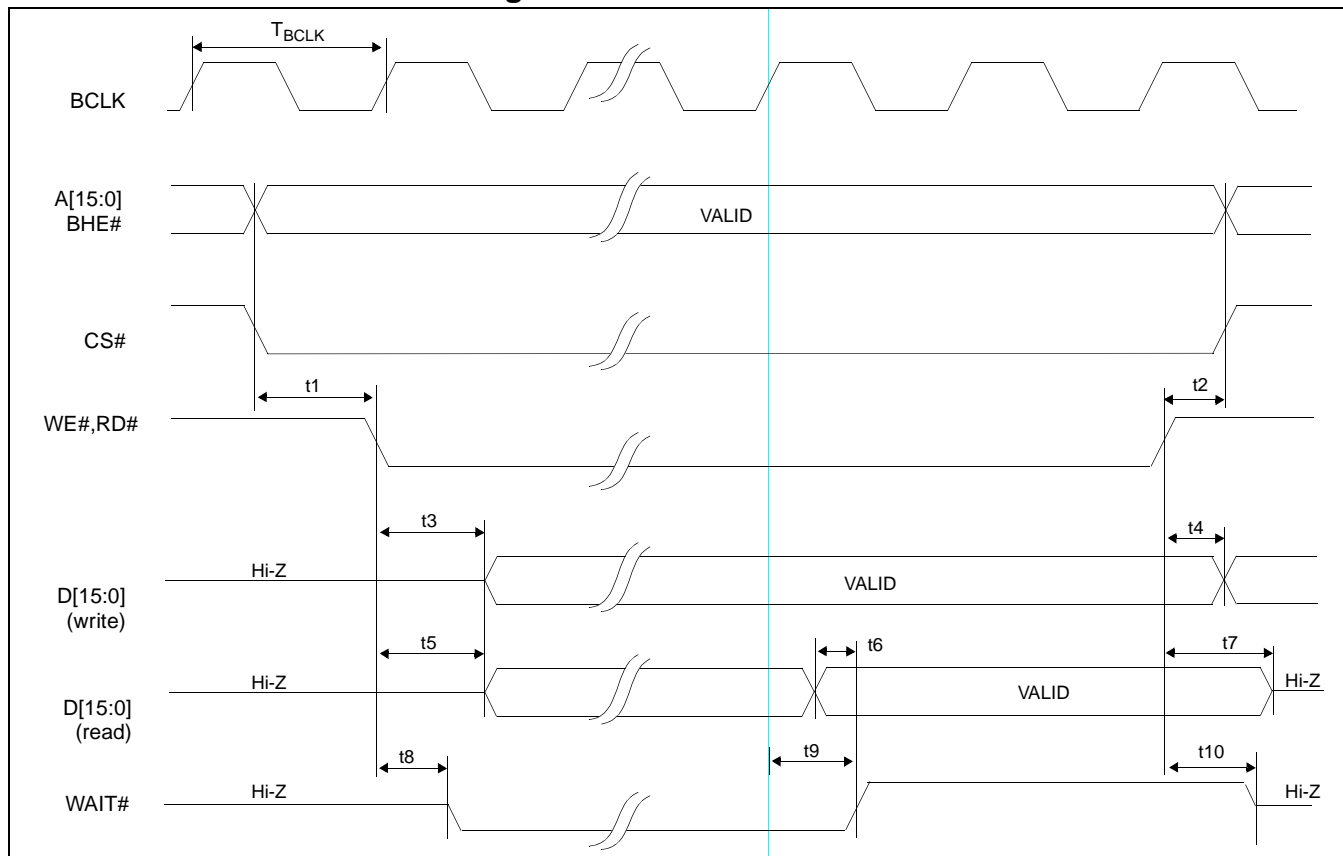 T_BCLK
BCLK
A[15:0]
BHE#
VALID
CS#
t1
t2
WE#,RD#
t3
t4
Hi-Z
VALID
D[15:0]
(write)
t5
t6
t7
Hi-Z
VALID
Hi-Z
D[15:0]
(read)
t8
t9
t10
Hi-Z
Hi-Z
WAIT#